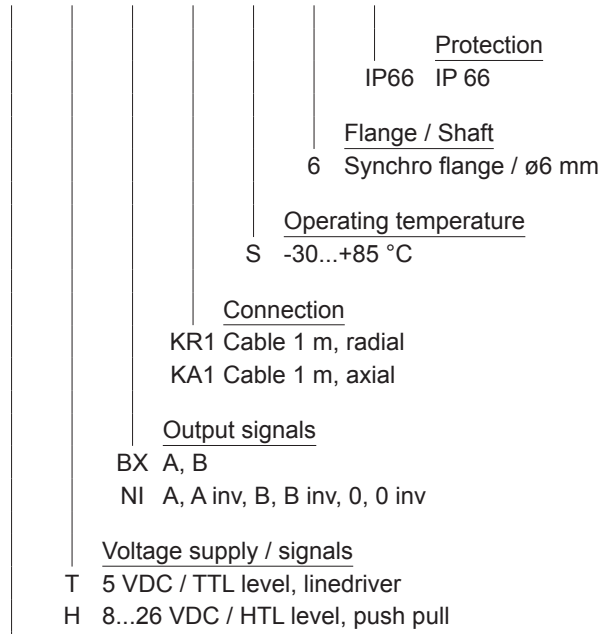 Protection
IP66 IP 66
Flange / Shaft
6 Synchro flange / ø6 mm
Operating temperature
S -30...+85 °C
Connection
KR1 Cable 1 m, radial
KA1 Cable 1 m, axial
Output signals
BX A, B
NI A, A inv, B, B inv, 0, 0 inv
Voltage supply / signals
T 5 VDC / TTL level, linedriver
H 8...26 VDC / HTL level, push pull